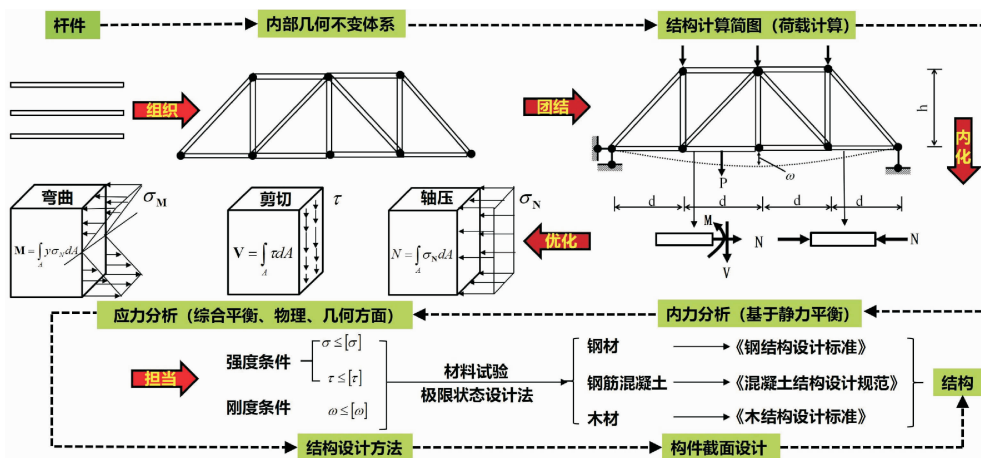 杆件
内部几何不变体系
结构计算简图（荷载计算）
组织
团结
h
内化
ω
P
d
d
d
d
弯曲
σM
M = ∫A yσN dA
剪切
τ
V = ∫A τdA
轴压
σN
N = ∫A σN dA
优化
M
N
V
N
应力分析（综合平衡、物理、几何方面）
内力分析（基于静力平衡）
担当
强度条件
σ ≤ [σ]
τ ≤ [τ]
刚度条件
ω ≤ [ω]
材料试验
极限状态设计法
钢材
《钢结构设计标准》
钢筋混凝土
《混凝土结构设计规范》
木材
《木结构设计标准》
结构
结构设计方法
构件截面设计